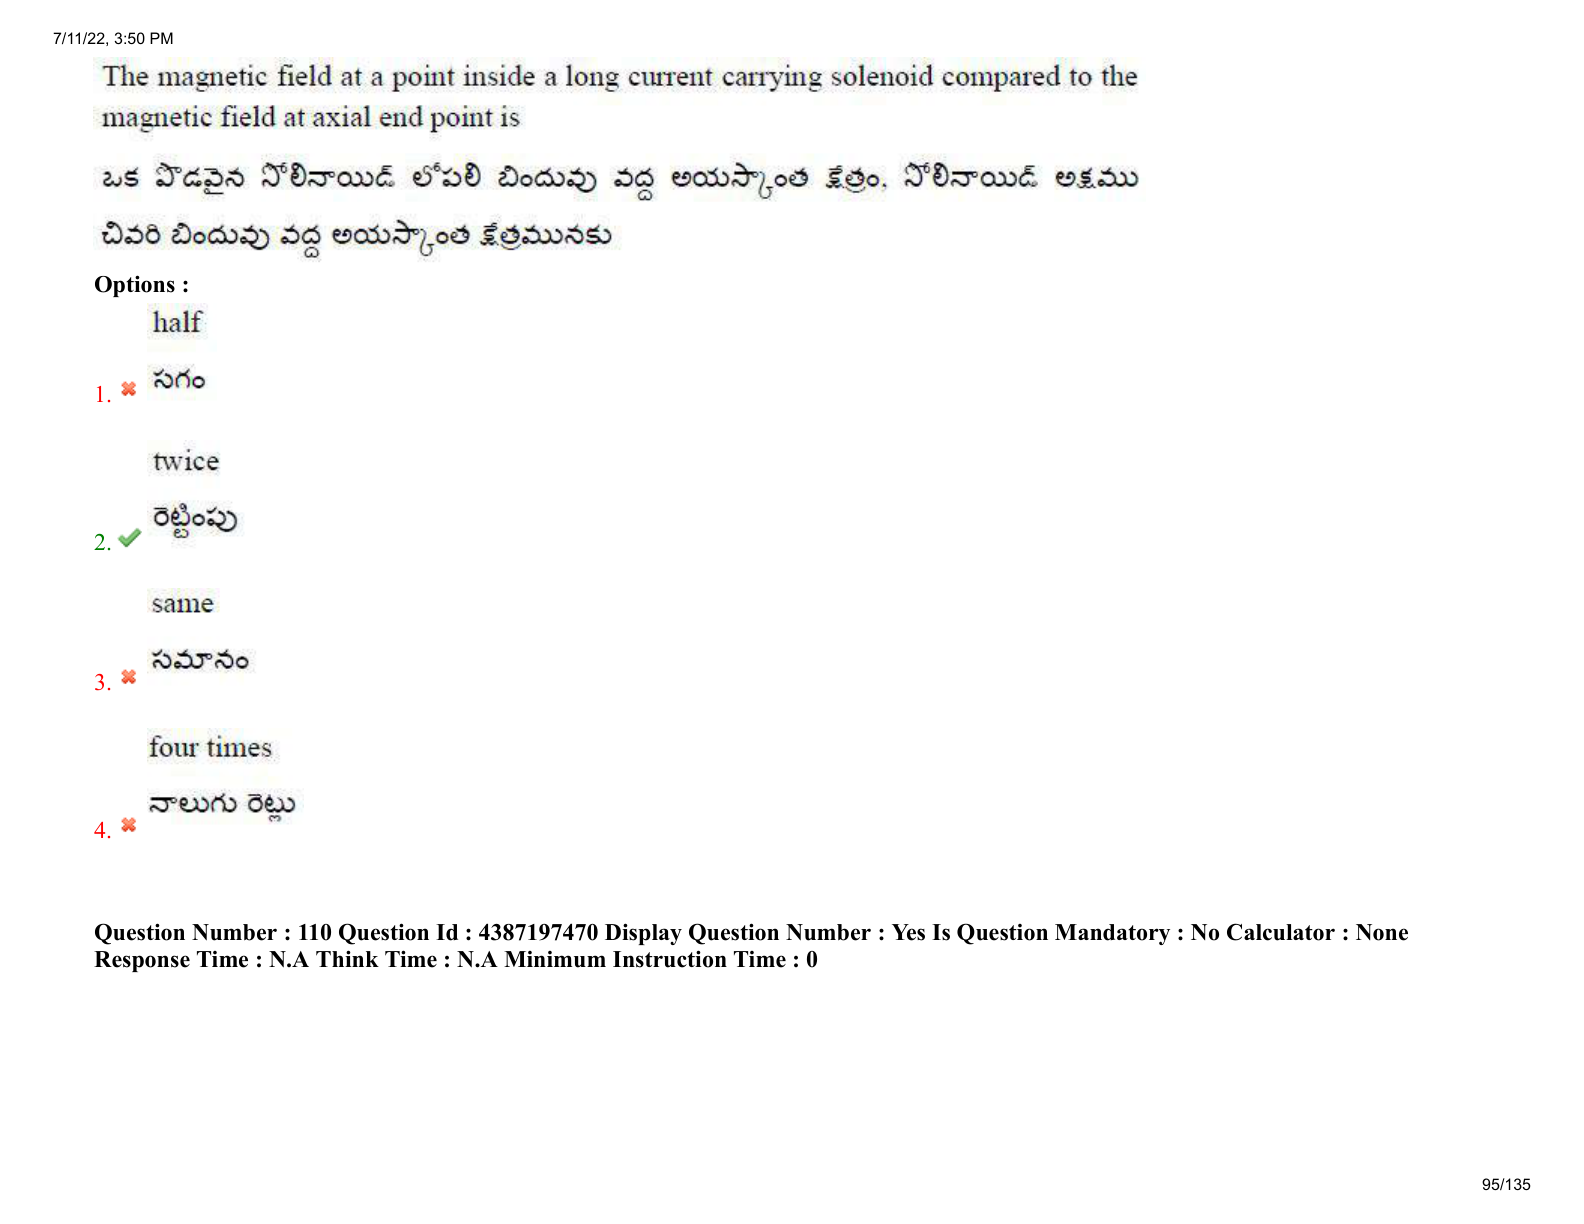 7/11/22, 3:50 PM
The magnetic field at a point inside a long current carrying solenoid compared to the
magnetic field at axial end point is
ఒక పొడవైన సోలినాయిడ్ లోపలి బిందువు వద్ద అయస్కాంత క్షేత్రం, సోలినాయిడ్ అక్షము
చివరి బిందువు వద్ద అయస్కాంత క్షేత్రమునకు
Options :
half
సగం
1.
twice
రెట్టింపు
2.
same
సమానం
3.
four times
నాలుగు రెట్లు
4.
Question Number : 110 Question Id : 4387197470 Display Question Number : Yes Is Question Mandatory : No Calculator : None
Response Time : N.A Think Time : N.A Minimum Instruction Time : 0
95/135